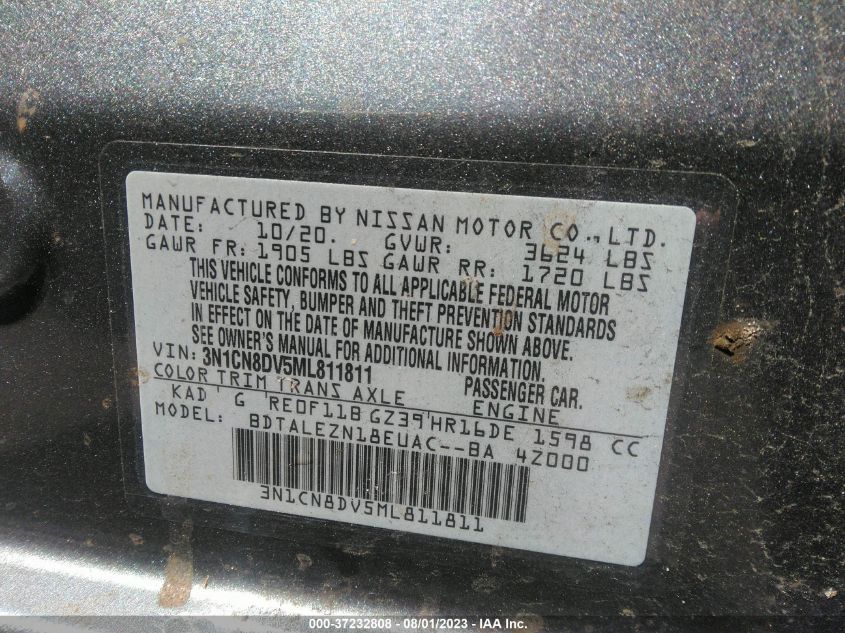 MANUFACTURED BY NISSAN MOTOR CO.,LTD.
DATE: 10/20. GVWR: 3624 LBS
GAWR FR: 1905 LBS GAWR RR: 1720 LBS
THIS VEHICLE CONFORMS TO ALL APPLICABLE FEDERAL MOTOR
VEHICLE SAFETY, BUMPER AND THEFT PREVENTION STANDARDS
IN EFFECT ON THE DATE OF MANUFACTURE SHOWN ABOVE.
SEE OWNER'S MANUAL FOR ADDITIONAL INFORMATION.
VIN: 3N1CN8DV5ML811811 PASSENGER CAR.
COLOR TRIM TRANS AXLE ENGINE
KAD G RE0F11B GZ39 HR16DE 1598 CC
MODEL: BDTALEZN18EUAC--BA 4Z000
3N1CN8DV5ML811811
000-37232808 - 08/01/2023 - IAA Inc.